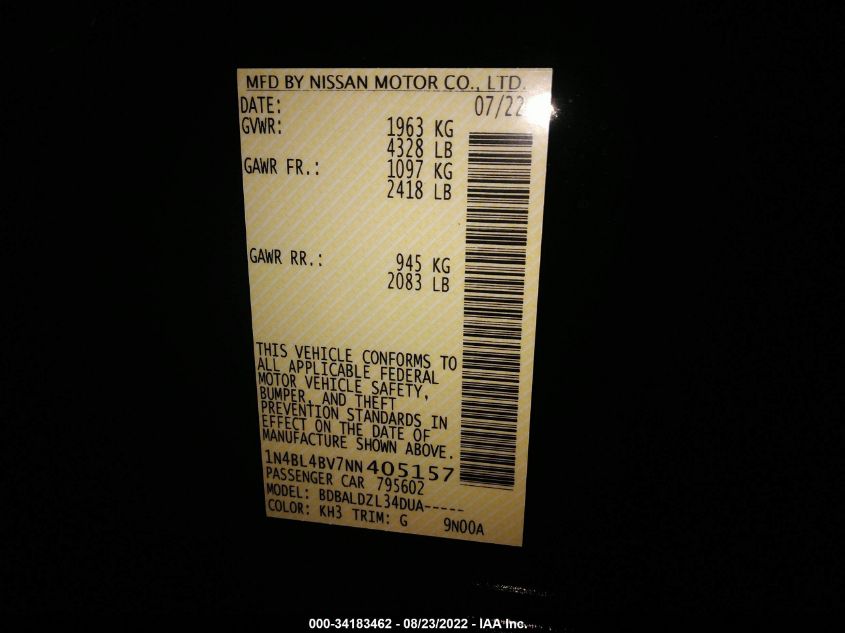 MFD BY NISSAN MOTOR CO., LTD.
DATE: 07/22
GVWR: 1963 KG
4328 LB
GAWR FR.: 1097 KG
2418 LB
GAWR RR.: 945 KG
2083 LB
THIS VEHICLE CONFORMS TO
ALL APPLICABLE FEDERAL
MOTOR VEHICLE SAFETY,
BUMPER, AND THEFT
PREVENTION STANDARDS IN
EFFECT ON THE DATE OF
MANUFACTURE SHOWN ABOVE.
1N4BL4BV7NN405157
PASSENGER CAR 795602
MODEL: BDBALDZL34DUA-----
COLOR: KH3 TRIM: G 9N00A
000-34183462 - 08/23/2022 - IAA Inc.